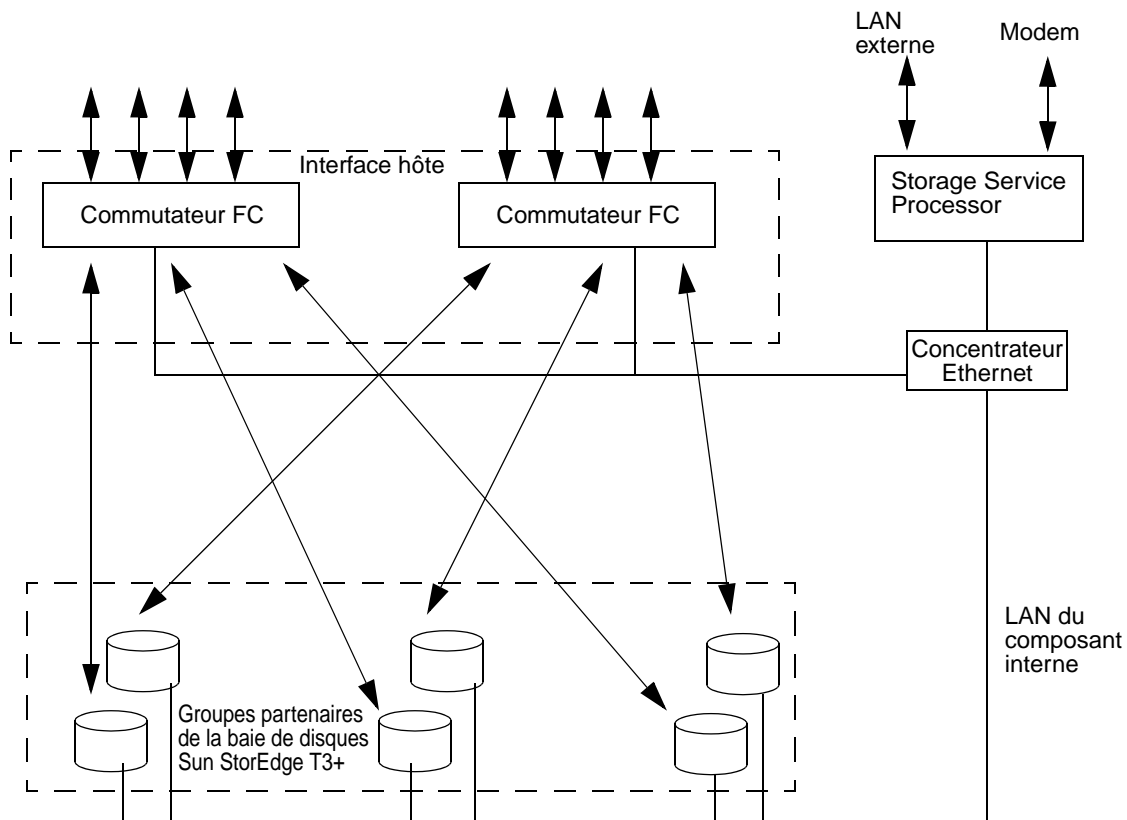 LAN
externe
Modem
Interface hôte
Commutateur FC
Commutateur FC
Storage Service
Processor
Concentrateur
Ethernet
LAN du
composant
interne
Groupes partenaires
de la baie de disques
Sun StorEdge T3+